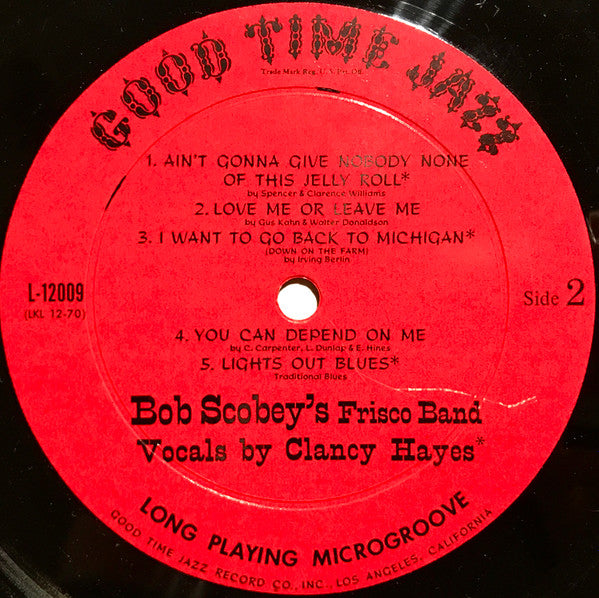 GOOD TIME JAZZ
Trade Mark Reg. U.S. Pat. Off.
1. AIN'T GONNA GIVE NOBODY NONE
OF THIS JELLY ROLL*
by Spencer & Clarence Williams
2. LOVE ME OR LEAVE ME
by Gus Kahn & Walter Donaldson
3. I WANT TO GO BACK TO MICHIGAN*
(DOWN ON THE FARM)
by Irving Berlin
L-12009
(LKL 12-70)
Side 2
4. YOU CAN DEPEND ON ME
by C. Carpenter, L. Dunlap & E. Hines
5. LIGHTS OUT BLUES*
Traditional Blues
Bob Scobey's Frisco Band
Vocals by Clancy Hayes*
LONG PLAYING MICROGROOVE
GOOD TIME JAZZ RECORD CO., INC., LOS ANGELES, CALIFORNIA